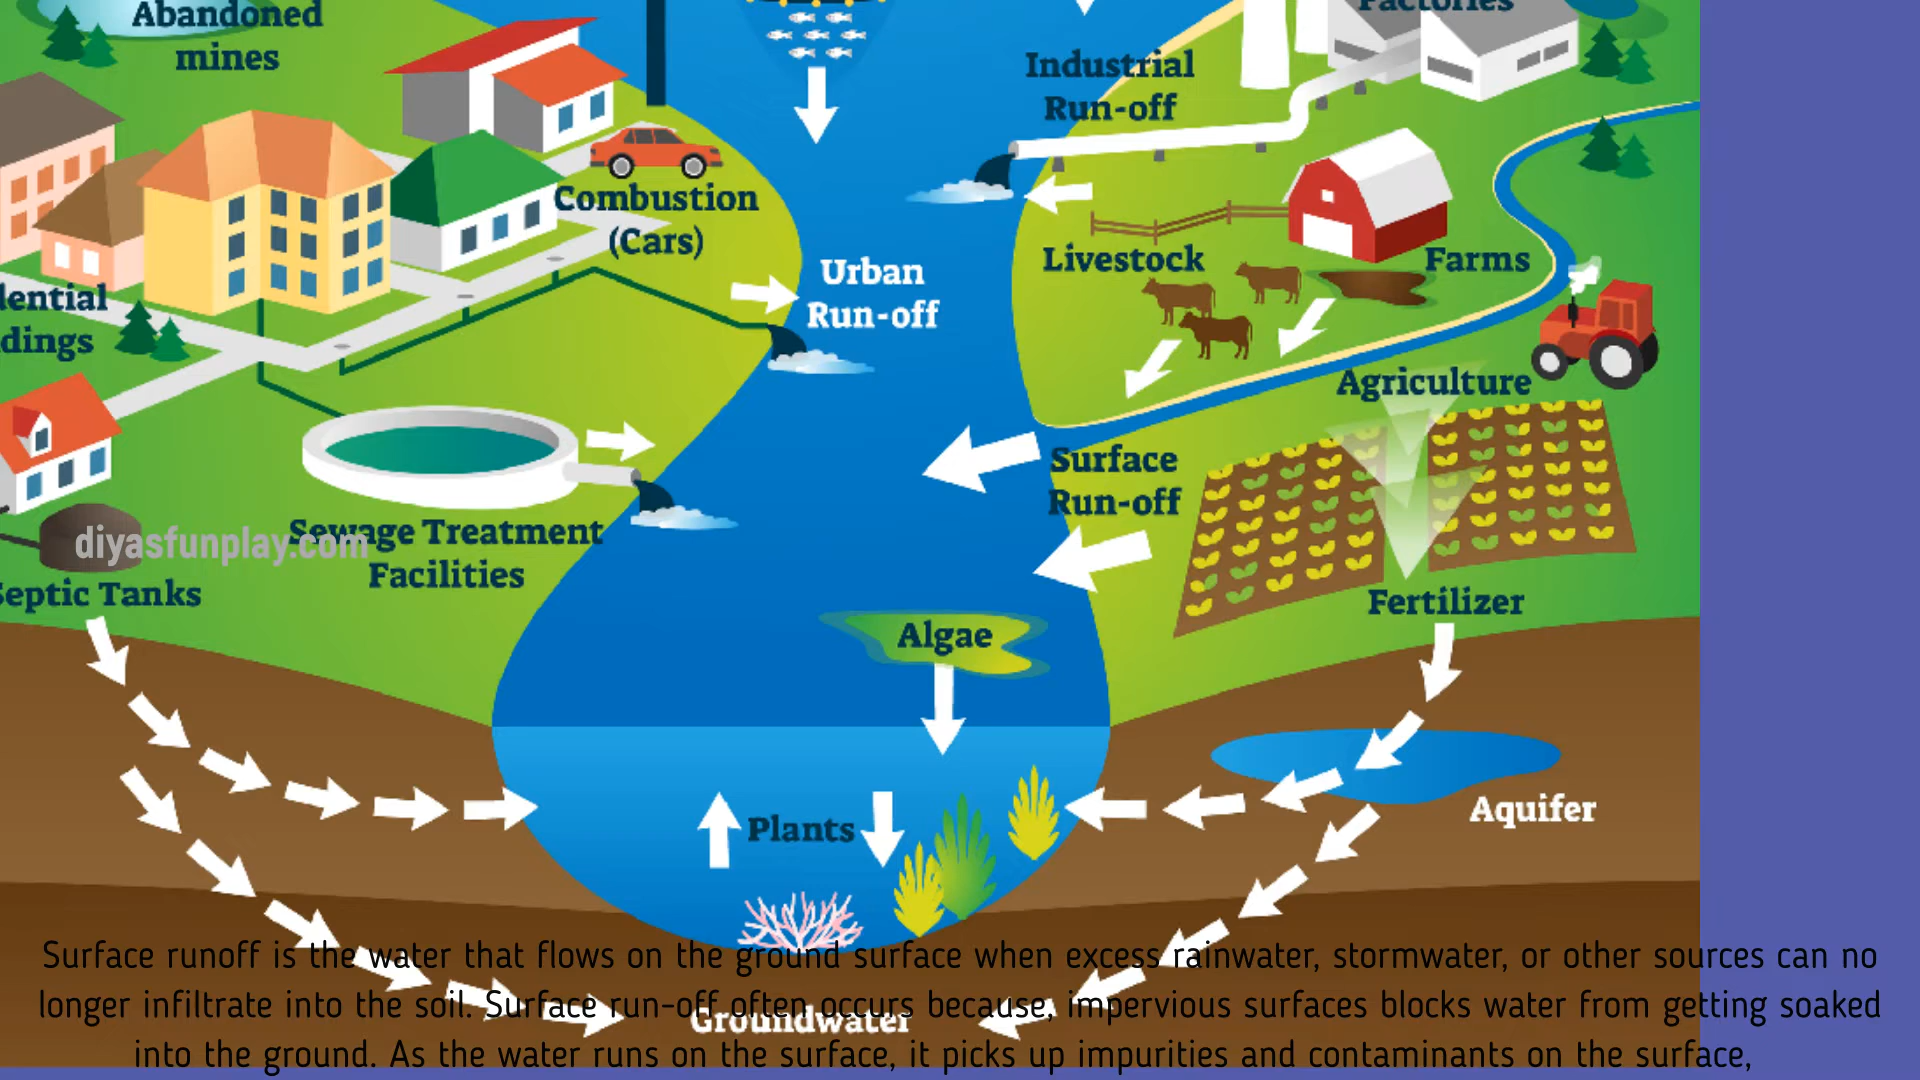 Abandoned
mines
Factories
Industrial
Run-off
Combustion
(Cars)
Urban
Run-off
Livestock
Farms
Agriculture
Surface
Run-off
diyasfunplay.com
Sewage Treatment
Facilities
Septic Tanks
Fertilizer
Algae
Plants
Aquifer
Groundwater
Surface runoff is the water that flows on the ground surface when excess rainwater, stormwater, or other sources can no
longer infiltrate into the soil. Surface run-off often occurs because, impervious surfaces blocks water from getting soaked
into the ground. As the water runs on the surface, it picks up impurities and contaminants on the surface,